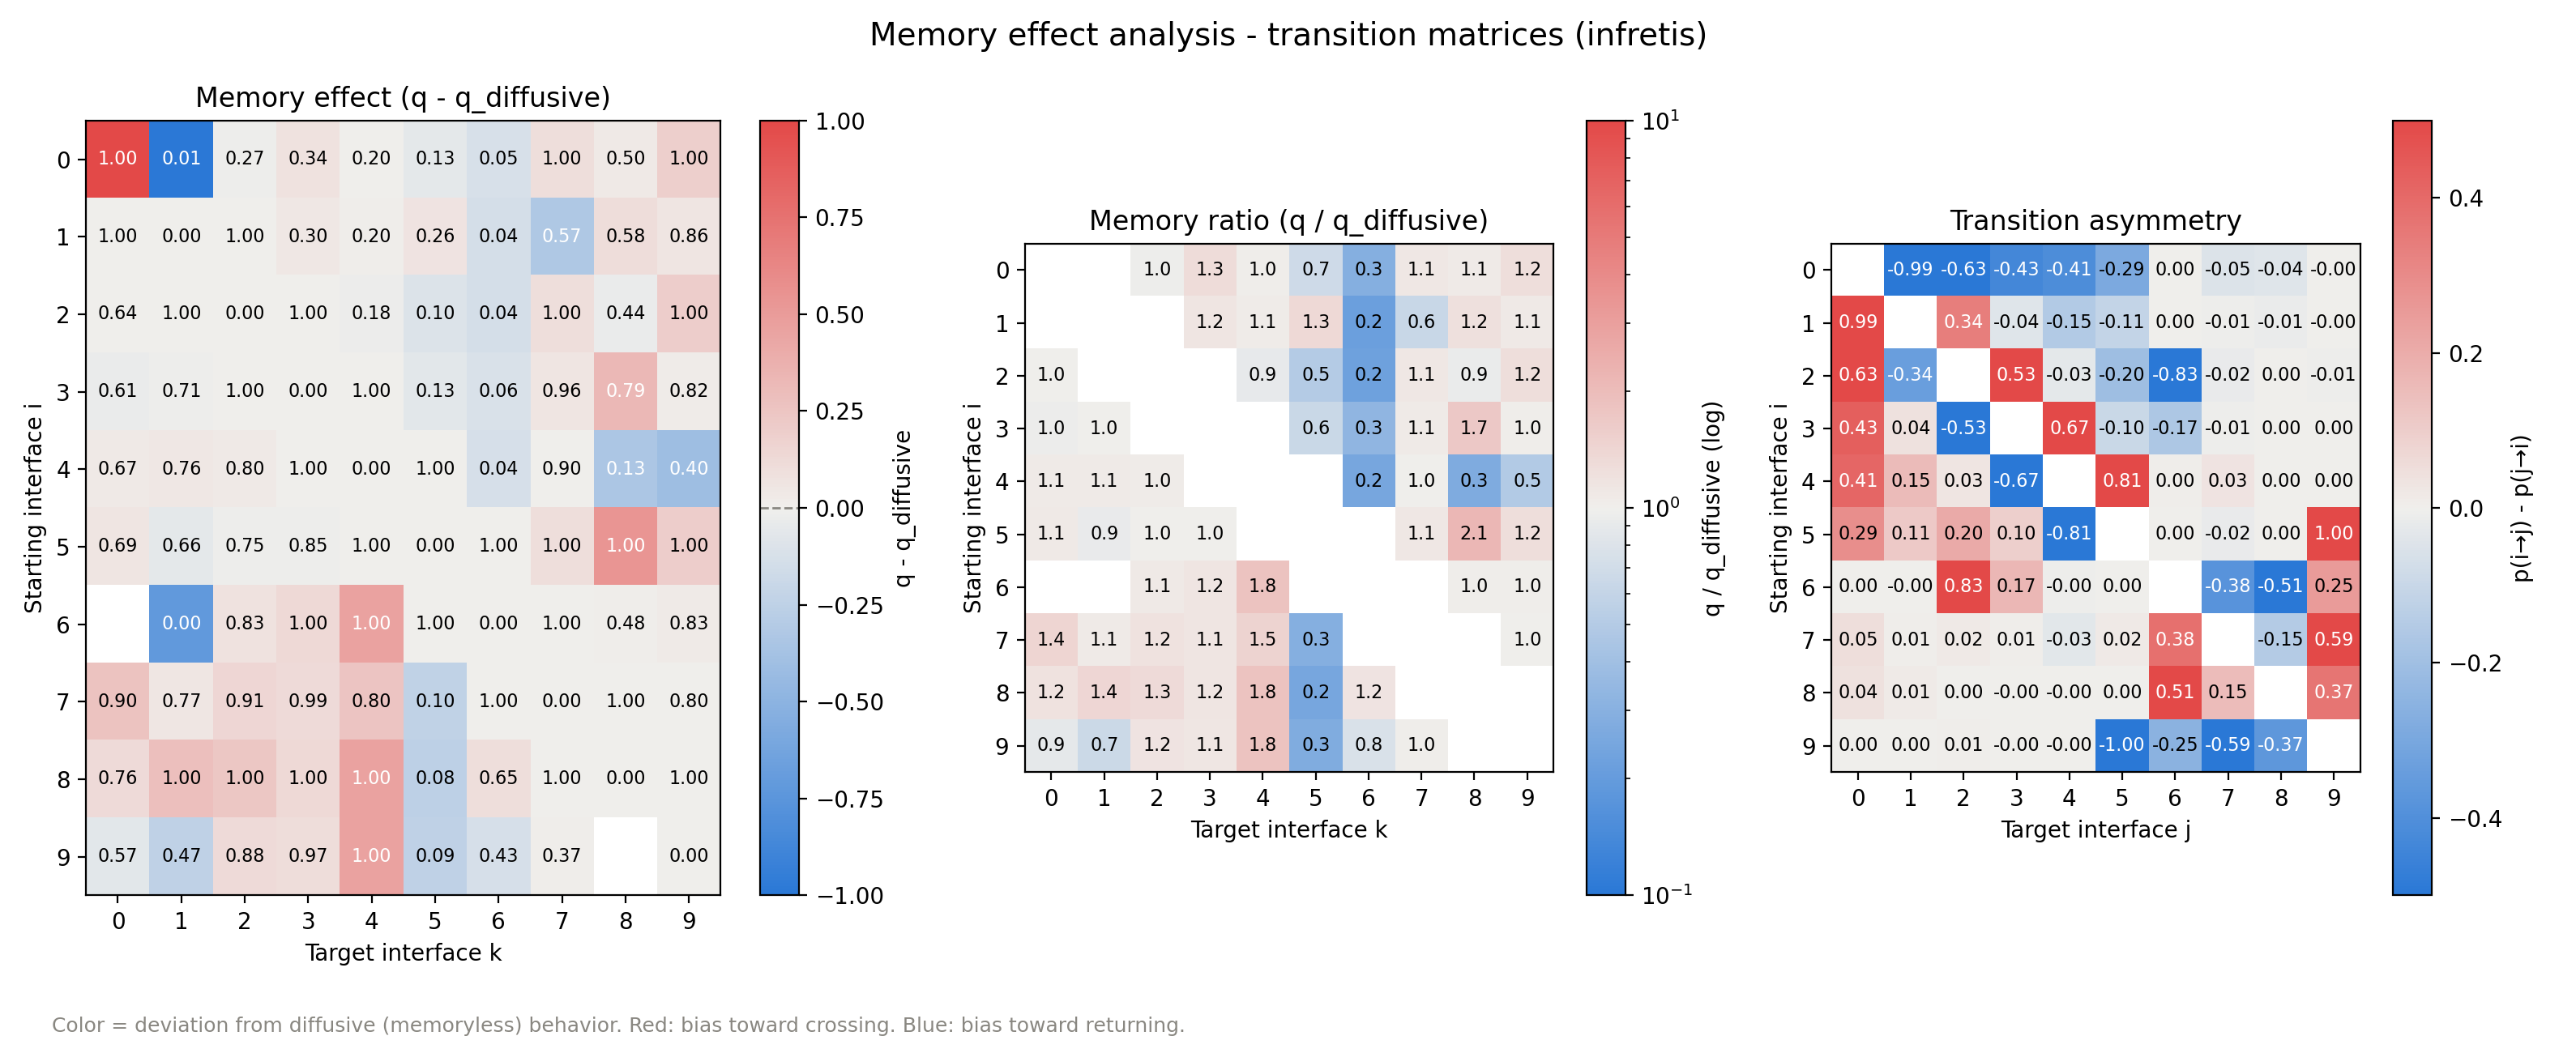 Memory effect analysis - transition matrices (infretis)
Memory effect (q - q_diffusive)
Starting interface i
0 1.00 0.01 0.27 0.34 0.20 0.13 0.05 1.00 0.50 1.00
1 1.00 0.00 1.00 0.30 0.20 0.26 0.04 0.57 0.58 0.86
2 0.64 1.00 0.00 1.00 0.18 0.10 0.04 1.00 0.44 1.00
3 0.61 0.71 1.00 0.00 1.00 0.13 0.06 0.96 0.79 0.82
4 0.67 0.76 0.80 1.00 0.00 1.00 0.04 0.90 0.13 0.40
5 0.69 0.66 0.75 0.85 1.00 0.00 1.00 1.00 1.00 1.00
6 0.00 0.83 1.00 1.00 1.00 0.00 1.00 0.48 0.83
7 0.90 0.77 0.91 0.99 0.80 0.10 1.00 0.00 1.00 0.80
8 0.76 1.00 1.00 1.00 1.00 0.08 0.65 1.00 0.00 1.00
9 0.57 0.47 0.88 0.97 1.00 0.09 0.43 0.37 0.00
0 1 2 3 4 5 6 7 8 9
Target interface k
1.00
0.75
0.50
0.25
0.00
−0.25
−0.50
−0.75
−1.00
q - q_diffusive
Memory ratio (q / q_diffusive)
Starting interface i
0 1.0 1.3 1.0 0.7 0.3 1.1 1.1 1.2
1 1.2 1.1 1.3 0.2 0.6 1.2 1.1
2 1.0 0.9 0.5 0.2 1.1 0.9 1.2
3 1.0 1.0 0.6 0.3 1.1 1.7 1.0
4 1.1 1.1 1.0 0.2 1.0 0.3 0.5
5 1.1 0.9 1.0 1.0 1.1 2.1 1.2
6 1.1 1.2 1.8 1.0 1.0
7 1.4 1.1 1.2 1.1 1.5 0.3 1.0
8 1.2 1.4 1.3 1.2 1.8 0.2 1.2
9 0.9 0.7 1.2 1.1 1.8 0.3 0.8 1.0
0 1 2 3 4 5 6 7 8 9
Target interface k
10¹
10⁰
10⁻¹
q / q_diffusive (log)
Transition asymmetry
Starting interface i
0 -0.99 -0.63 -0.43 -0.41 -0.29 0.00 -0.05 -0.04 -0.00
1 0.99 0.34 -0.04 -0.15 -0.11 0.00 -0.01 -0.01 -0.00
2 0.63 -0.34 0.53 -0.03 -0.20 -0.83 -0.02 0.00 -0.01
3 0.43 0.04 -0.53 0.67 -0.10 -0.17 -0.01 0.00 0.00
4 0.41 0.15 0.03 -0.67 0.81 0.00 0.03 0.00 0.00
5 0.29 0.11 0.20 0.10 -0.81 0.00 -0.02 0.00 1.00
6 0.00 -0.00 0.83 0.17 -0.00 0.00 -0.38 -0.51 0.25
7 0.05 0.01 0.02 0.01 -0.03 0.02 0.38 -0.15 0.59
8 0.04 0.01 0.00 -0.00 -0.00 0.00 0.51 0.15 0.37
9 0.00 0.00 0.01 -0.00 -0.00 -1.00 -0.25 -0.59 -0.37
0 1 2 3 4 5 6 7 8 9
Target interface j
0.4
0.2
0.0
−0.2
−0.4
p(i→j) - p(j→i)
Color = deviation from diffusive (memoryless) behavior. Red: bias toward crossing. Blue: bias toward returning.